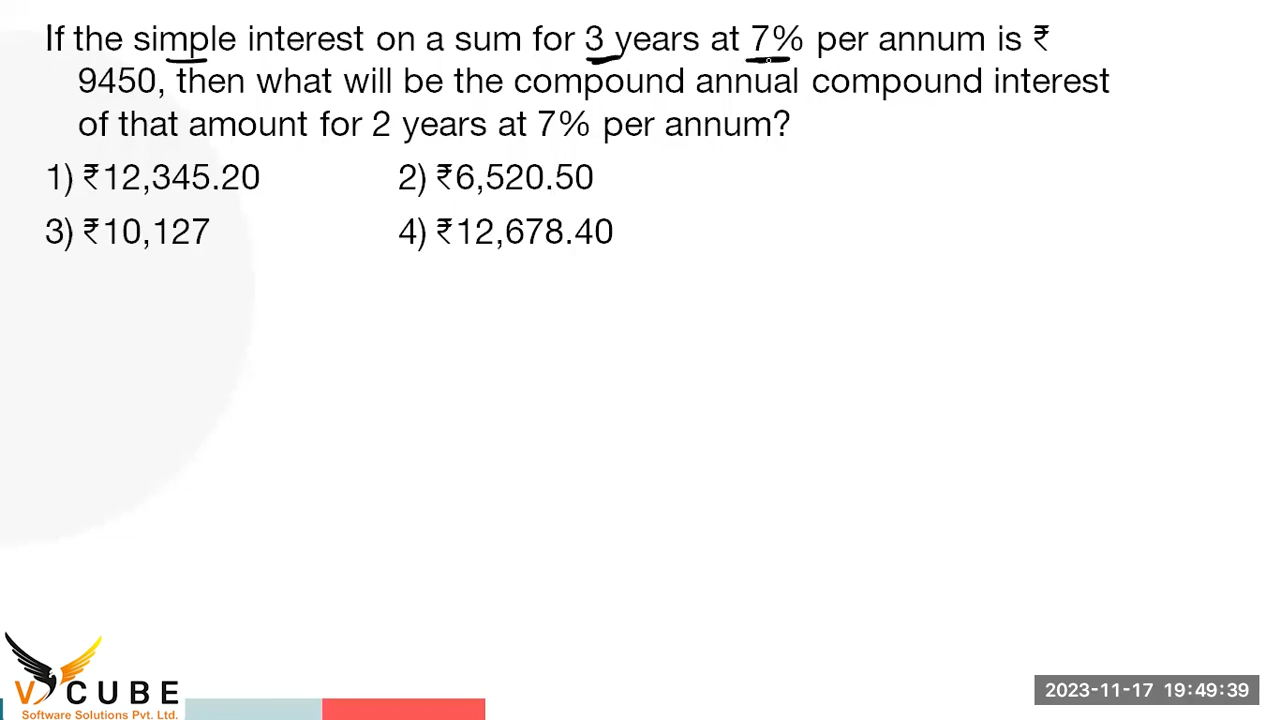 If the simple interest on a sum for 3 years at 7% per annum is ₹
9450, then what will be the compound annual compound interest
of that amount for 2 years at 7% per annum?
1) ₹12,345.20 2) ₹6,520.50
3) ₹10,127 4) ₹12,678.40
V CUBE
Software Solutions Pvt. Ltd.
2023-11-17 19:49:39